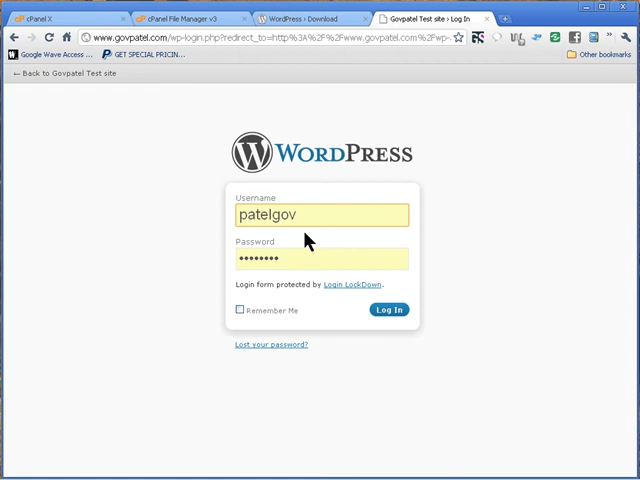 cPanel X
cPanel File Manager v3
WordPress › Download
Govpatel Test site › Log In
www.govpatel.com/wp-login.php?redirect_to=http%3A%2F%2Fwww.govpatel.com%2Fwp-
Google Wave Access ...
GET SPECIAL PRICIN...
Other bookmarks
← Back to Govpatel Test site
WORDPRESS
Username
patelgov
Password
Login form protected by Login LockDown.
Remember Me
Log In
Lost your password?